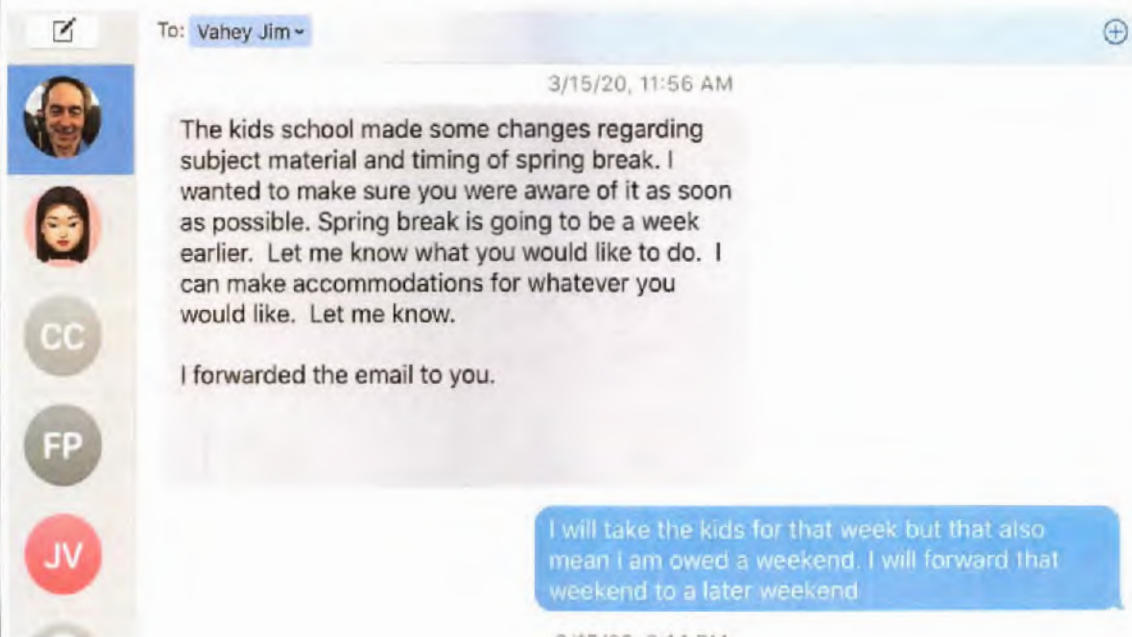 To: Vahey Jim
3/15/20, 11:56 AM
The kids school made some changes regarding
subject material and timing of spring break. I
wanted to make sure you were aware of it as soon
as possible. Spring break is going to be a week
earlier. Let me know what you would like to do. I
can make accommodations for whatever you
would like. Let me know.
I forwarded the email to you.
CC
FP
JV
I will take the kids for that week but that also
mean I am owed a weekend. I will forward that
weekend to a later weekend